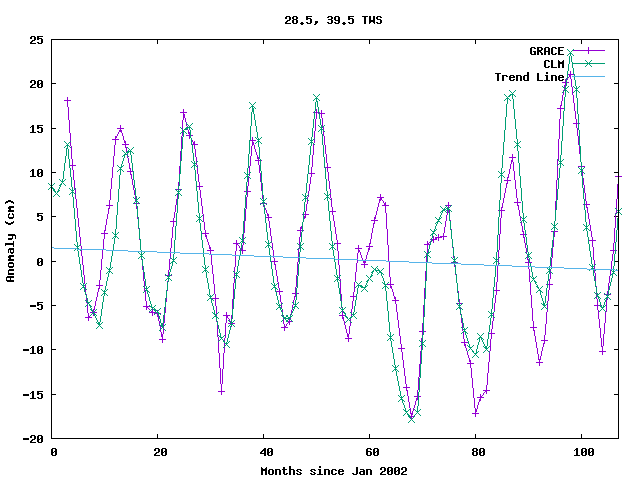 28.5, 39.5 TWS
GRACE
CLM
Trend Line
25
20
15
10
5
0
-5
-10
-15
-20
Anomaly (cm)
0 20 40 60 80 100
Months since Jan 2002